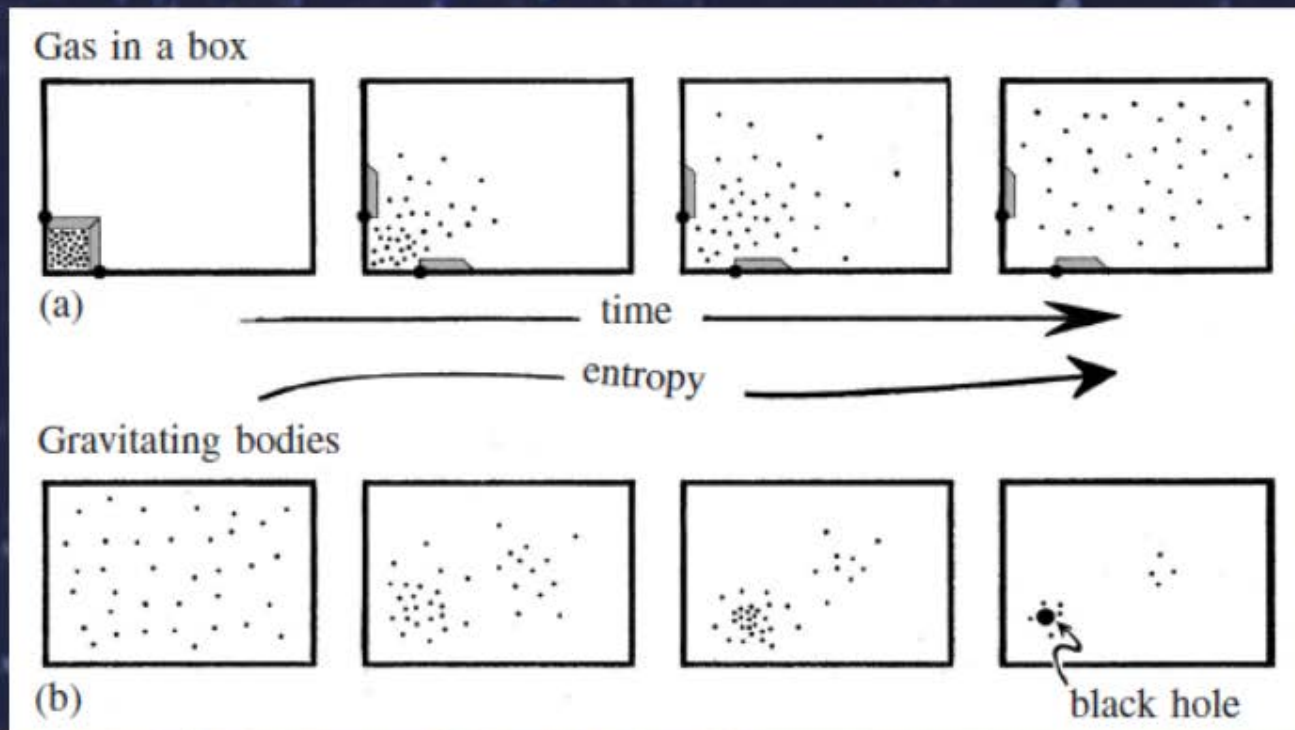 Gas in a box
(a)
time
entropy
Gravitating bodies
(b)
black hole